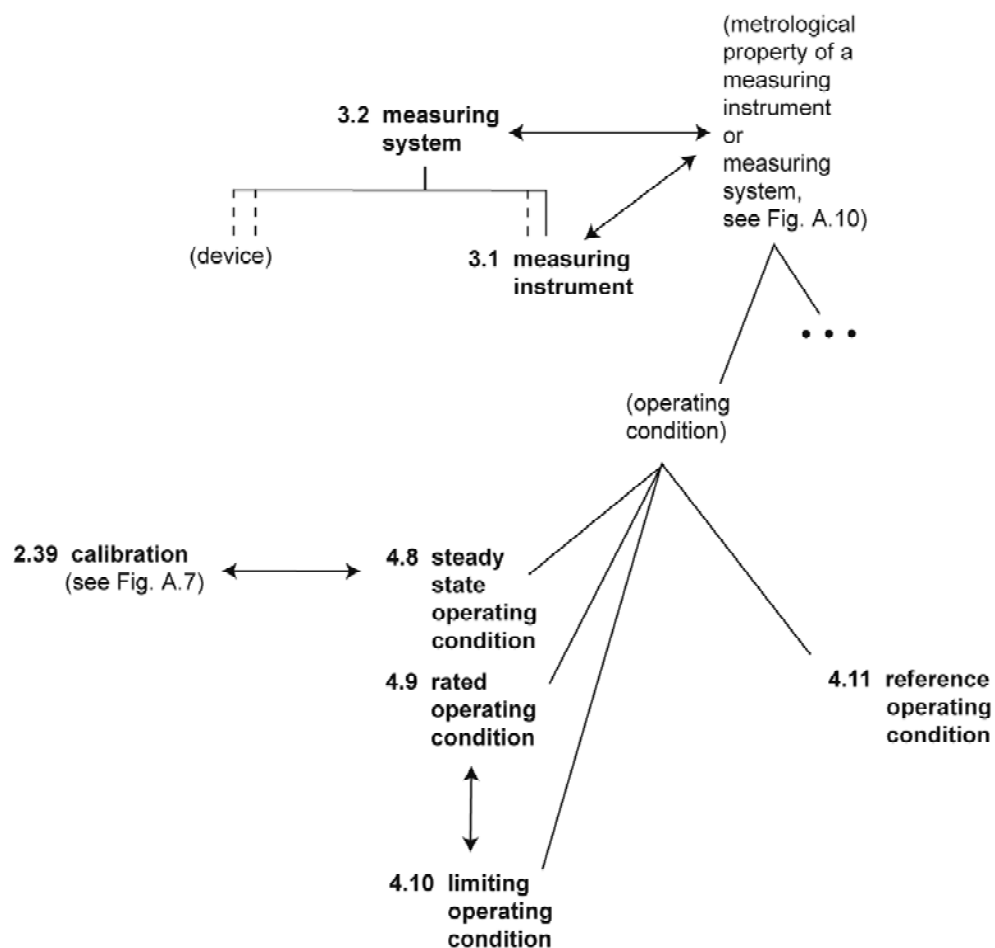 (metrological
property of a
measuring
instrument
or
measuring
system,
see Fig. A.10)
3.2 measuring
system
(device)
3.1 measuring
instrument
• • •
(operating
condition)
2.39 calibration
(see Fig. A.7)
4.8 steady
state
operating
condition
4.9 rated
operating
condition
4.11 reference
operating
condition
4.10 limiting
operating
condition